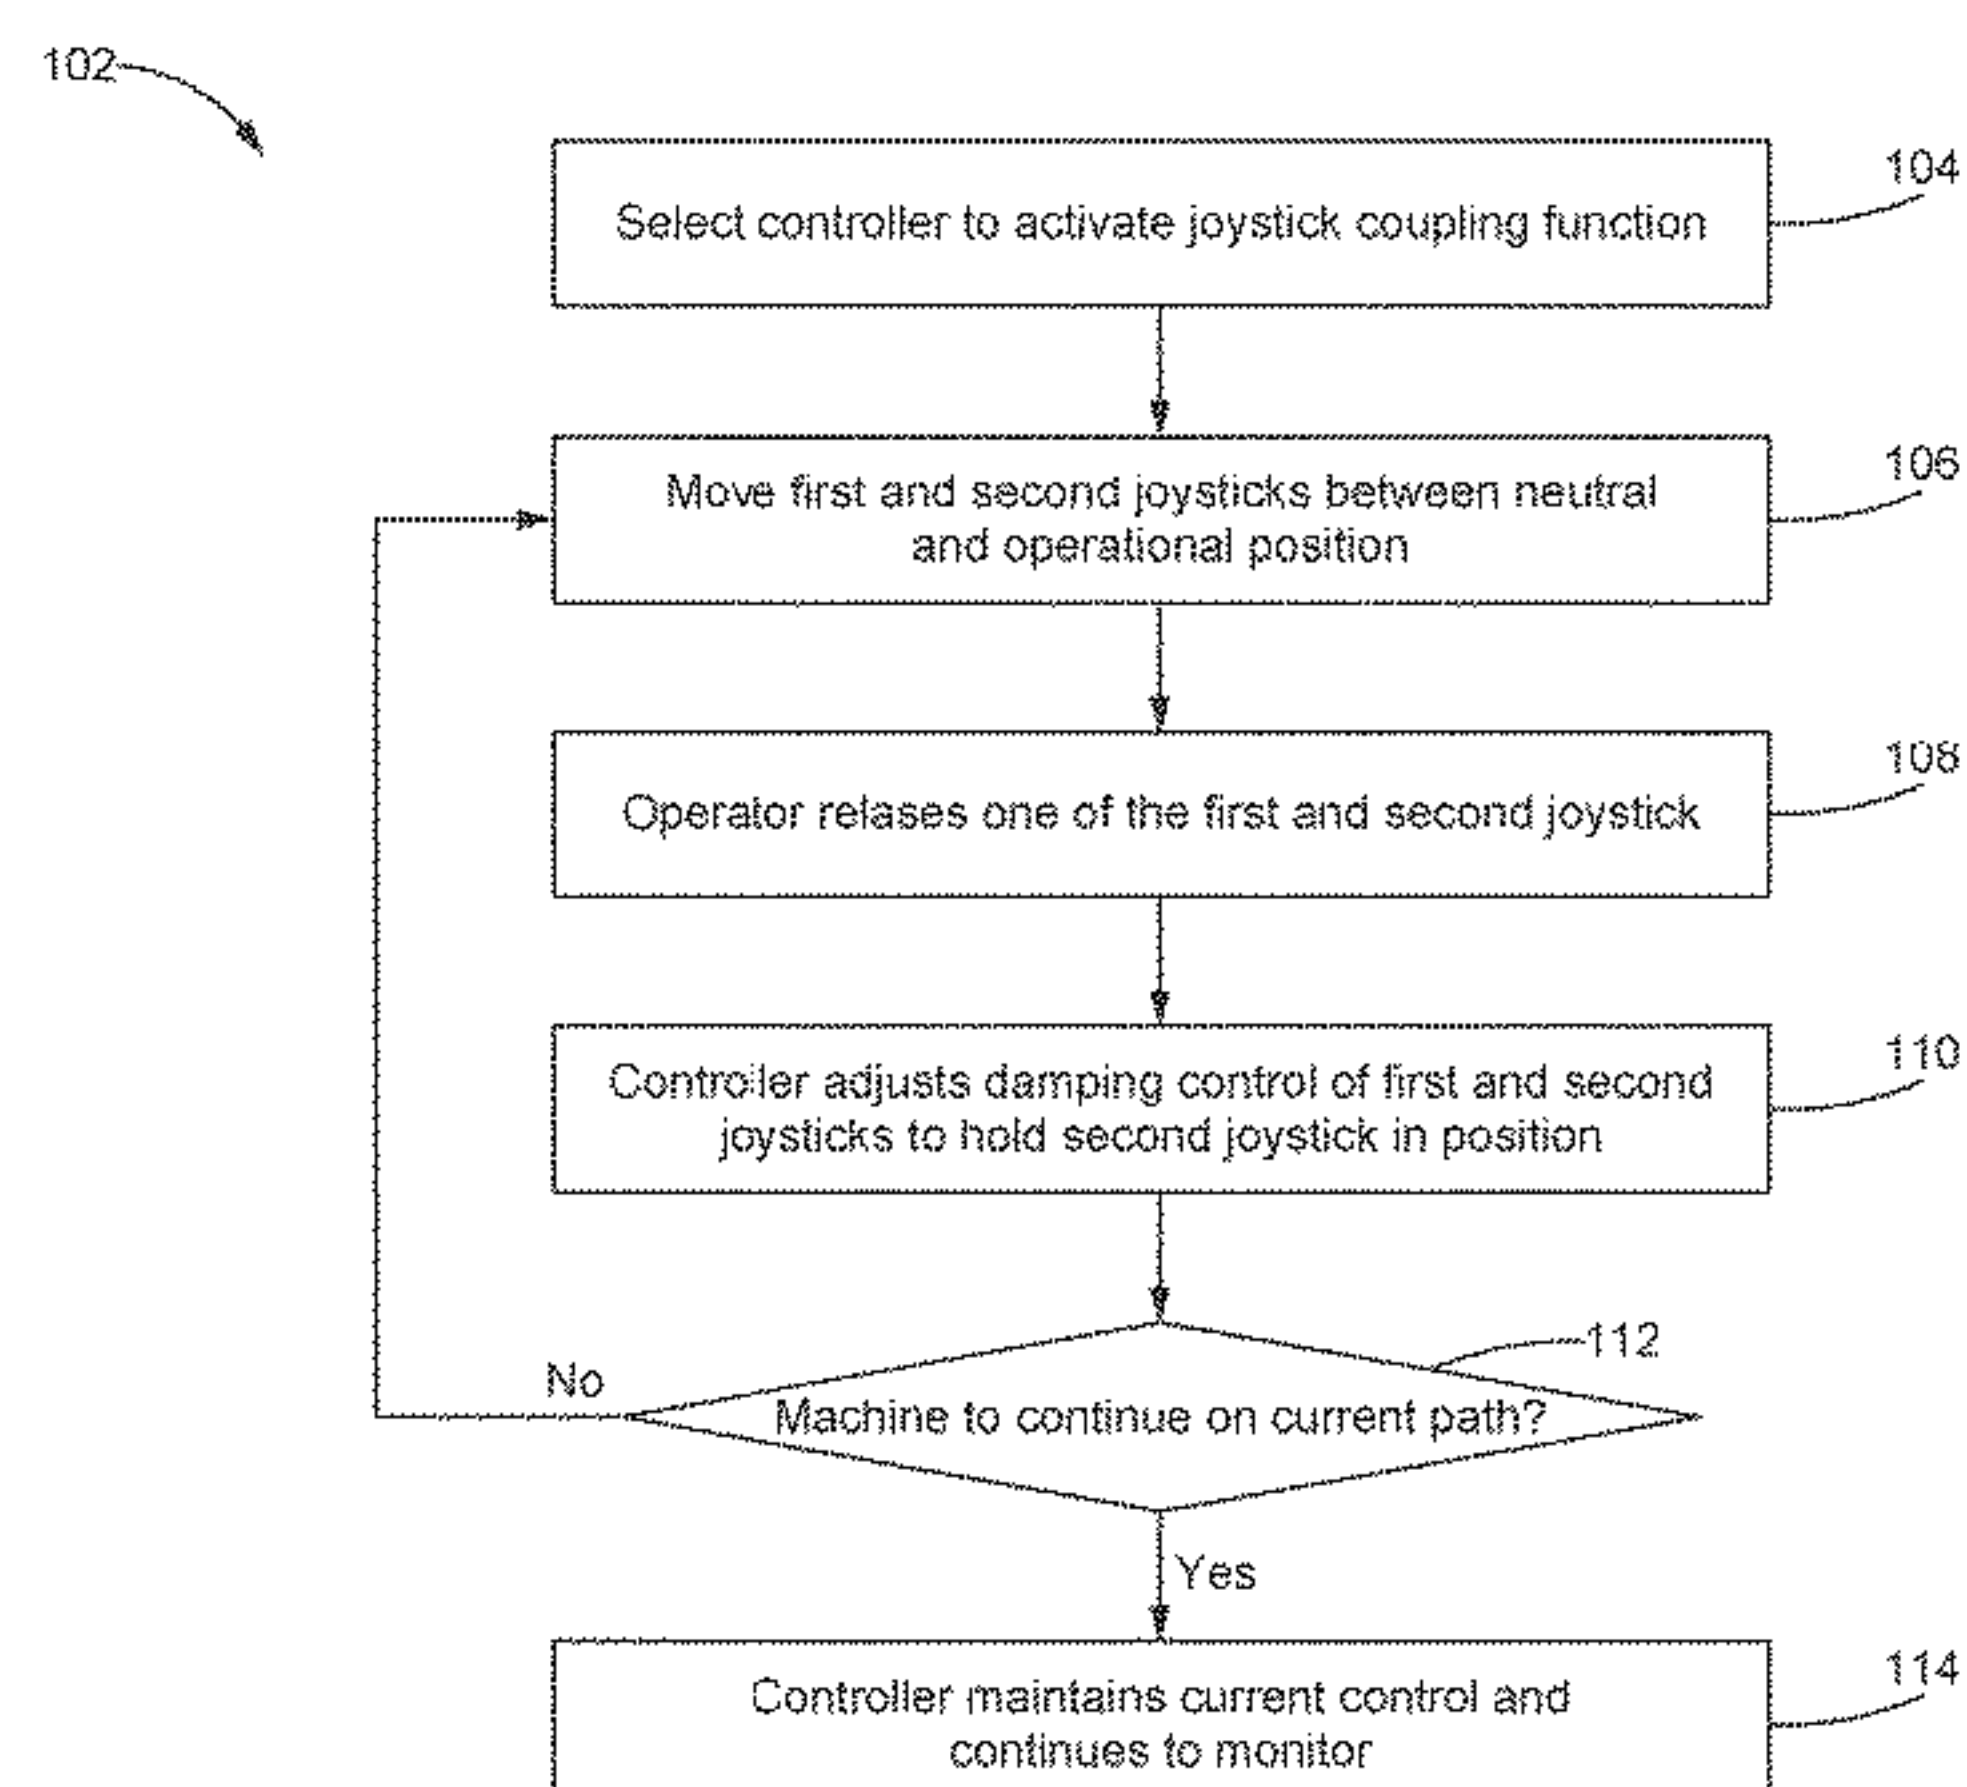 102
104
Select controller to activate joystick coupling function
106
Move first and second joysticks between neutral
and operational position
108
Operator relases one of the first and second joystick
110
Controller adjusts damping control of first and second
joysticks to hold second joystick in position
112
No
Machine to continue on current path?
Yes
114
Controller maintains current control and
continues to monitor